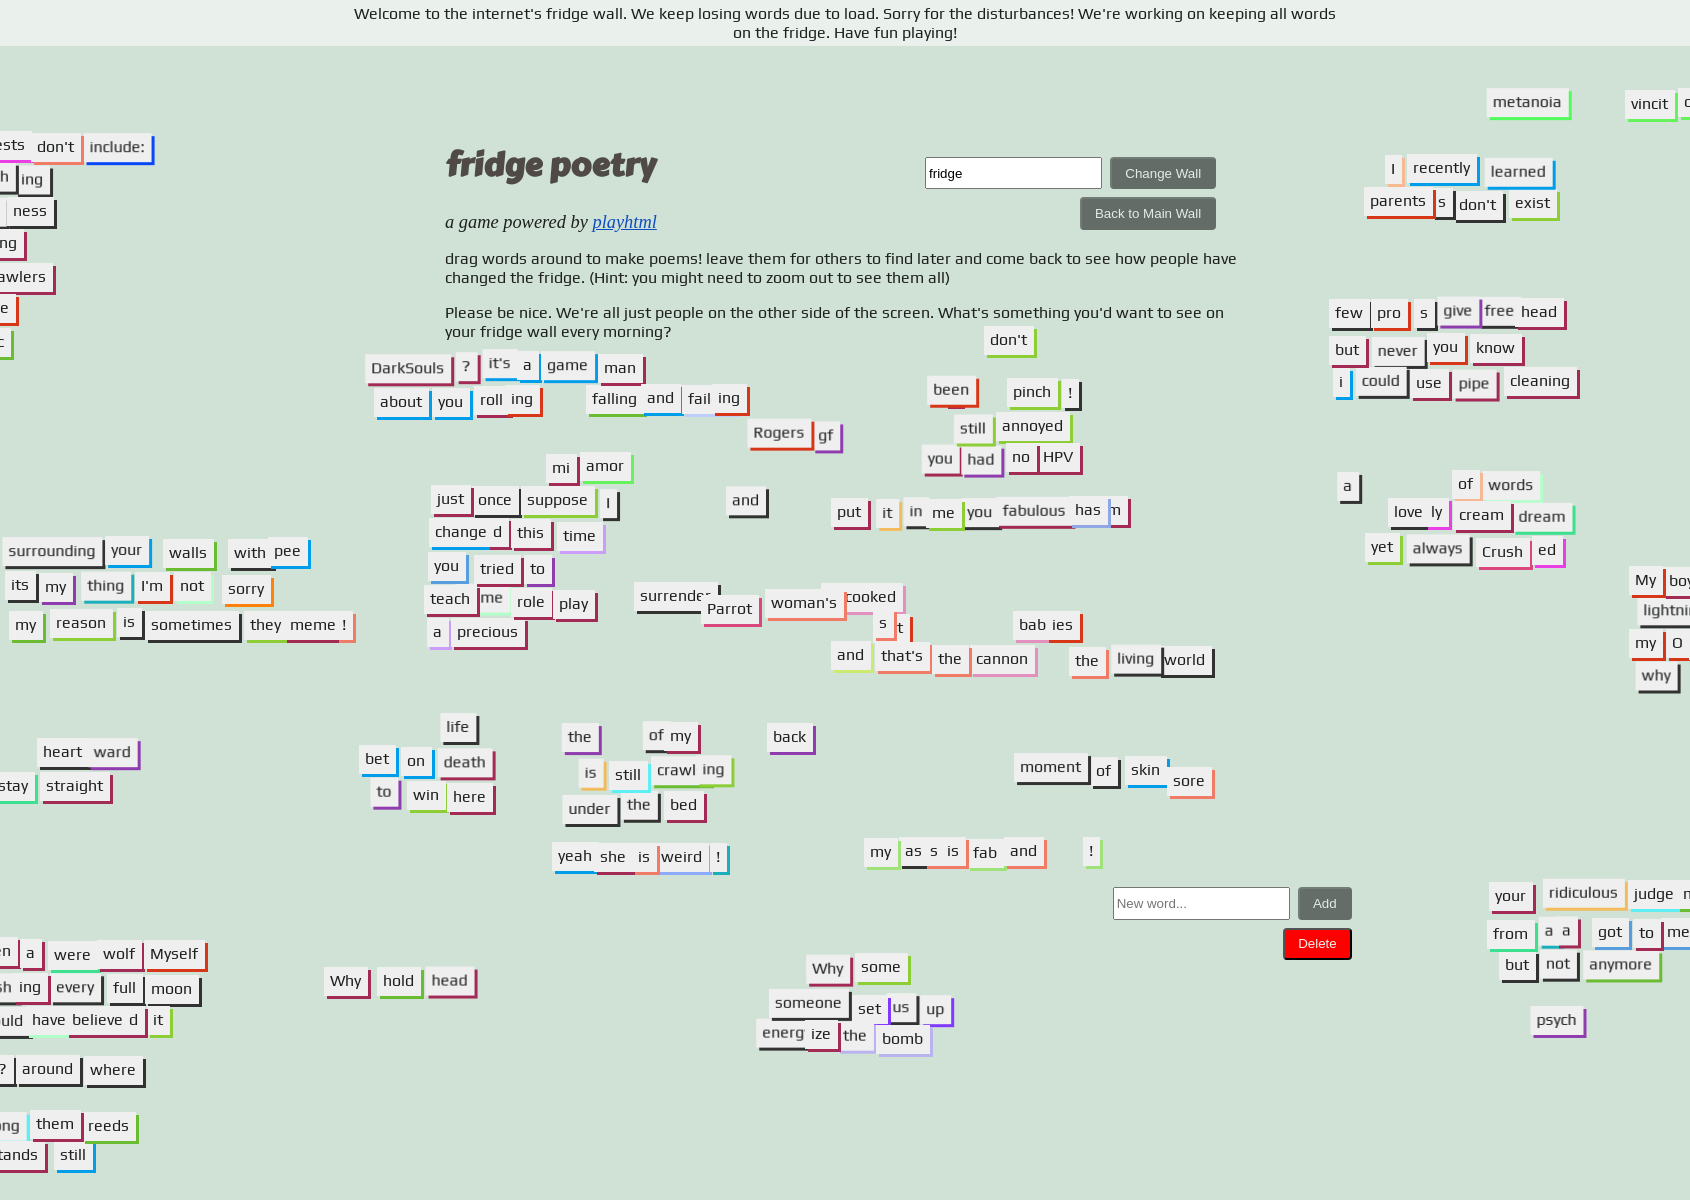 Welcome to the internet's fridge wall. We keep losing words due to load. Sorry for the disturbances! We're working on keeping all words
on the fridge. Have fun playing!
metanoia vincit
ests don't include:
h ing
ness
ng
awlers
e
c
fridge poetry
fridge
Change Wall
Back to Main Wall
a game powered by playhtml
drag words around to make poems! leave them for others to find later and come back to see how people have
changed the fridge. (Hint: you might need to zoom out to see them all)
Please be nice. We're all just people on the other side of the screen. What's something you'd want to see on
your fridge wall every morning?
I recently learned
parents s don't exist
few pro s give free head
but never you know
i could use pipe cleaning
DarkSouls ? it's a game man
about you roll ing
falling and fail ing
Rogers gf
don't
been pinch !
still annoyed
you had no HPV
mi amor
just once suppose I
change d this time
you tried to
teach me role play
a precious
and
put it in me you fabulous has m
a of words
love ly cream dream
yet always Crush ed
surrounding your walls with pee
its my thing I'm not sorry
my reason is sometimes they meme !
surrender Parrot woman's cooked
s t
and that's the cannon
bab ies
the living world
My boy
lightni
my O
why
heart ward
stay straight
life
bet on death
to win here
the of my back
is still crawl ing
under the bed
moment of skin sore
yeah she is weird !
my as s is fab and !
New word...
Add
Delete
your ridiculous judge
from a a got to me
but not anymore
psych
en a were wolf Myself
sh ing every full moon
ould have believe d it
? around where
ong them reeds
tands still
Why hold head
Why some
someone set us up
energ ize the bomb